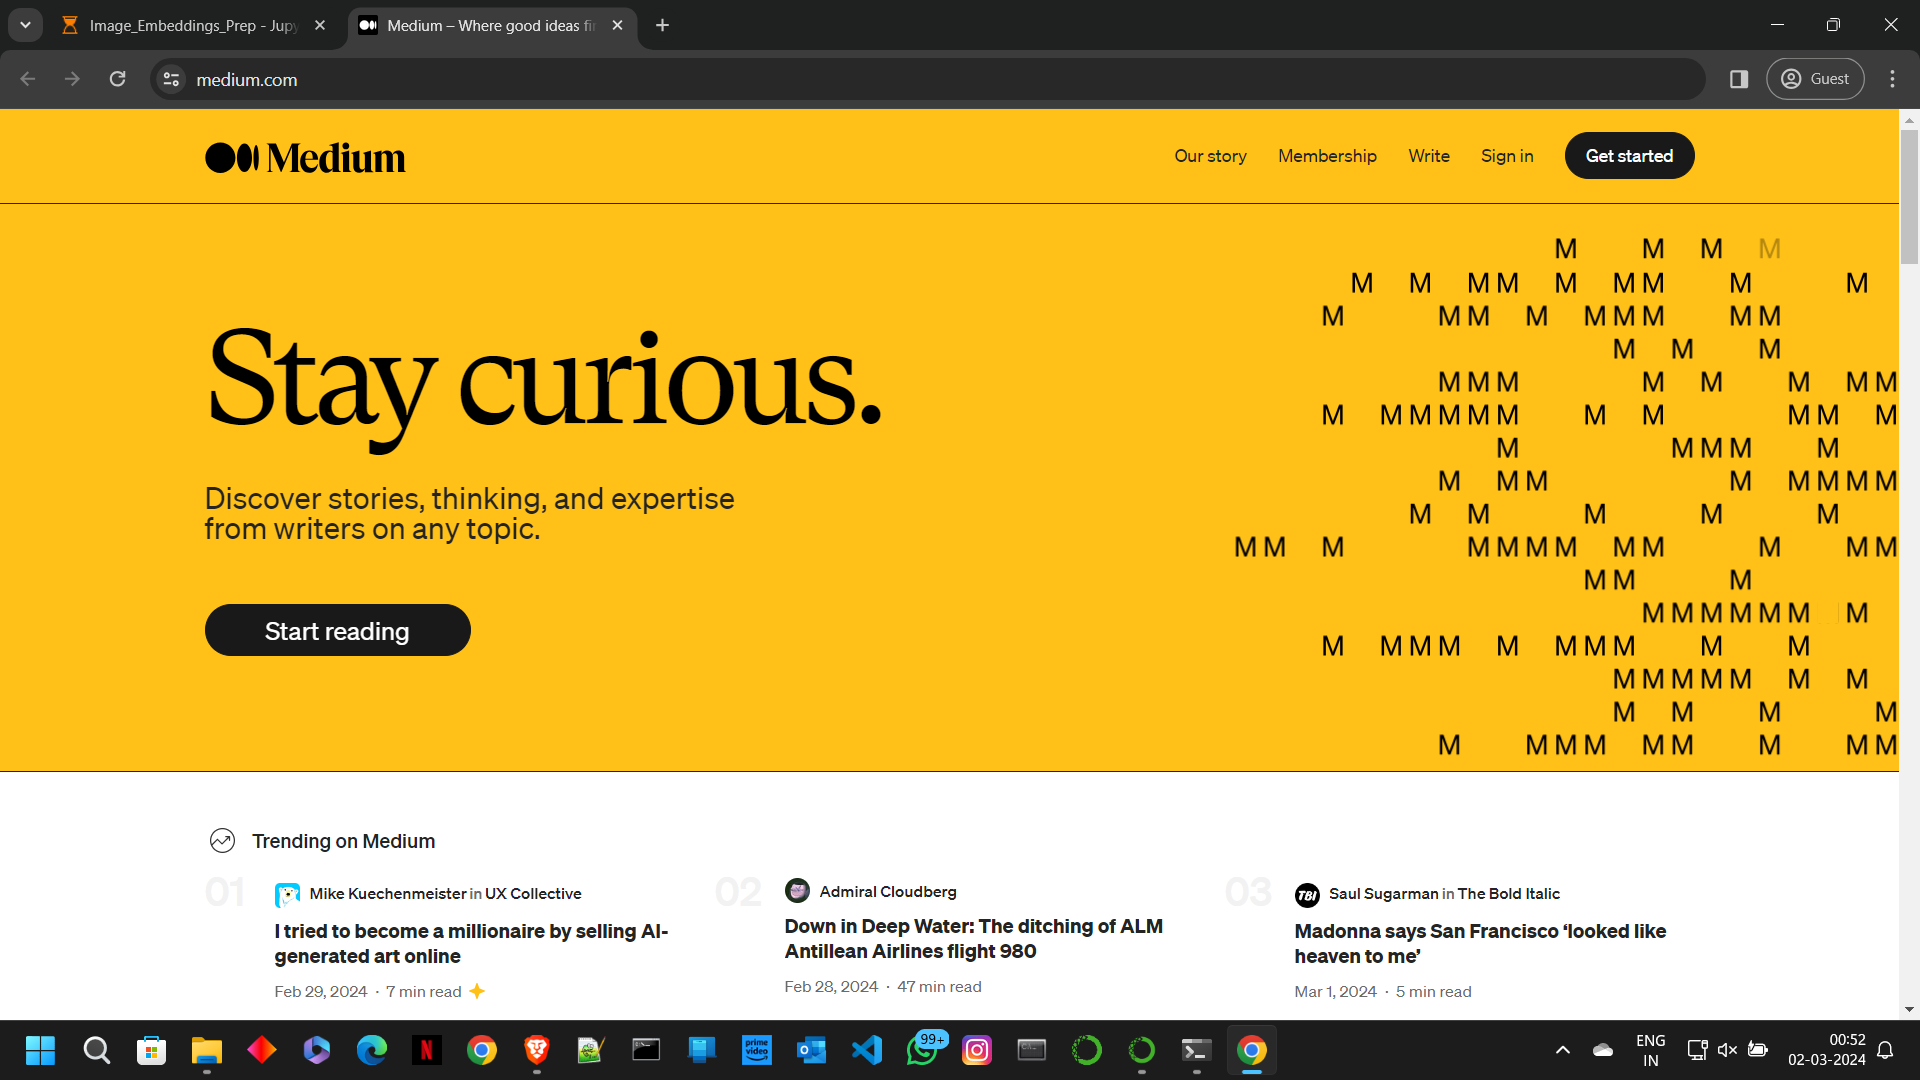 Image_Embeddings_Prep - Jupy
Medium – Where good ideas fi
medium.com
Guest
Medium
Our story
Membership
Write
Sign in
Get started
M M M M
M M M M M M M M M
M M M M M M M M M
M M M
M M M M M M M M
M M M M M M M M M M M
M M M M M
M M M M M M M M
M M M M M
M M M M M M M M M M M M
M M M
M M M M M M M
M M M M M M M M M M
M M M M M M M
M M M M
M M M M M M M M M
Stay curious.
Discover stories, thinking, and expertise
from writers on any topic.
Start reading
Trending on Medium
01
Mike Kuechenmeister in UX Collective
I tried to become a millionaire by selling AI-
generated art online
Feb 29, 2024 · 7 min read
02
Admiral Cloudberg
Down in Deep Water: The ditching of ALM
Antillean Airlines flight 980
Feb 28, 2024 · 47 min read
03
TBI
Saul Sugarman in The Bold Italic
Madonna says San Francisco ‘looked like
heaven to me’
Mar 1, 2024 · 5 min read
N
prime
video
99+
ENG
IN
00:52
02-03-2024